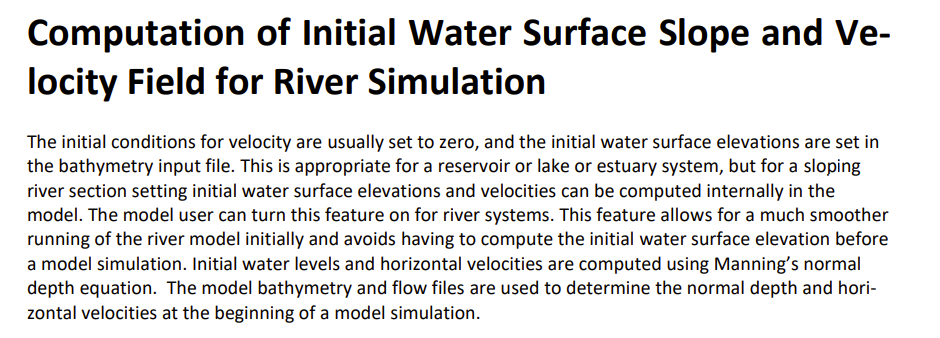 Computation of Initial Water Surface Slope and Ve-
locity Field for River Simulation
The initial conditions for velocity are usually set to zero, and the initial water surface elevations are set in
the bathymetry input file. This is appropriate for a reservoir or lake or estuary system, but for a sloping
river section setting initial water surface elevations and velocities can be computed internally in the
model. The model user can turn this feature on for river systems. This feature allows for a much smoother
running of the river model initially and avoids having to compute the initial water surface elevation before
a model simulation. Initial water levels and horizontal velocities are computed using Manning’s normal
depth equation.  The model bathymetry and flow files are used to determine the normal depth and hori-
zontal velocities at the beginning of a model simulation.